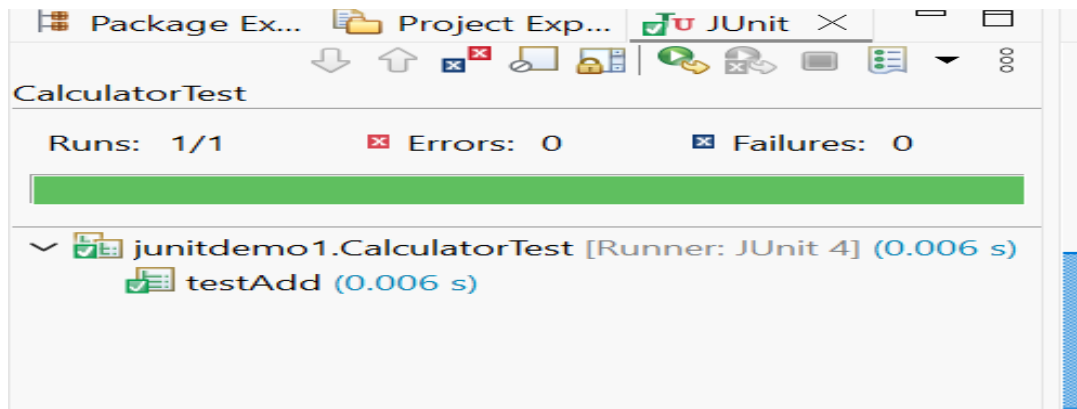 Package Ex... Project Exp... JUnit
CalculatorTest
Runs: 1/1 Errors: 0 Failures: 0
junitdemo1.CalculatorTest [Runner: JUnit 4] (0.006 s)
testAdd (0.006 s)